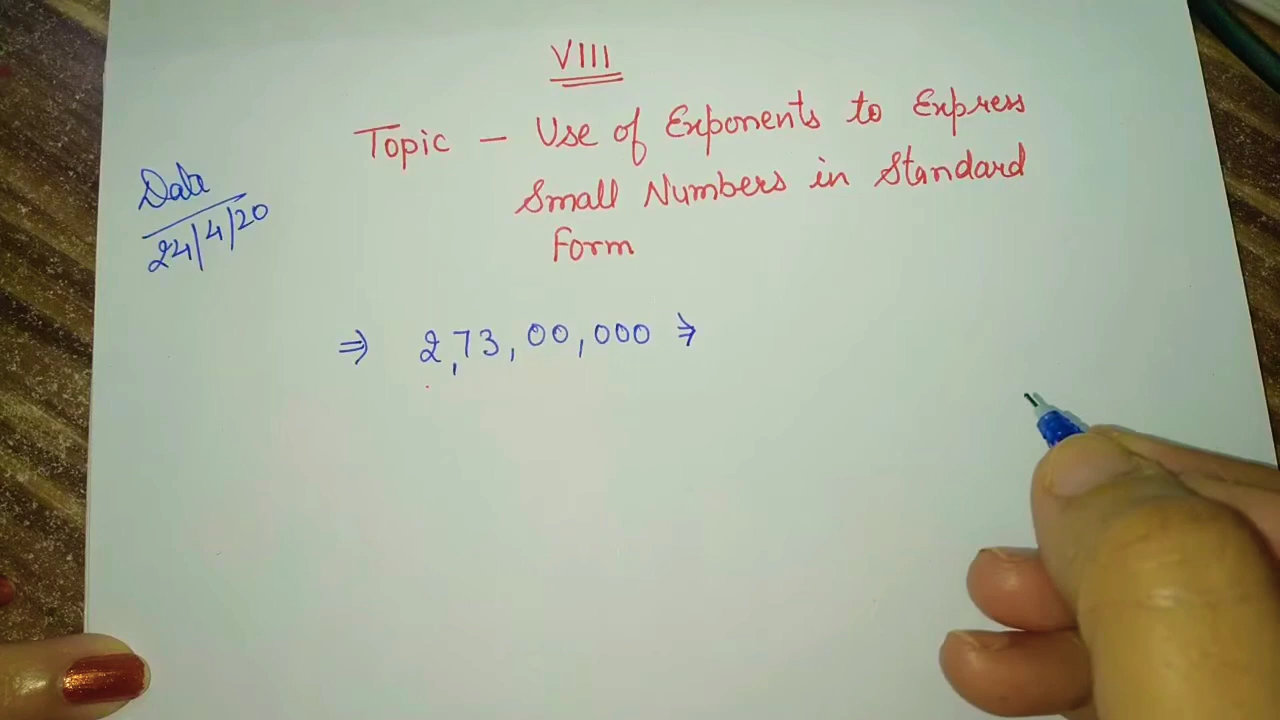 VIII
Topic - Use of Exponents to Express
Small Numbers in Standard
Form
Date
24/4/20
⇒ 2,73,00,000 ⇒